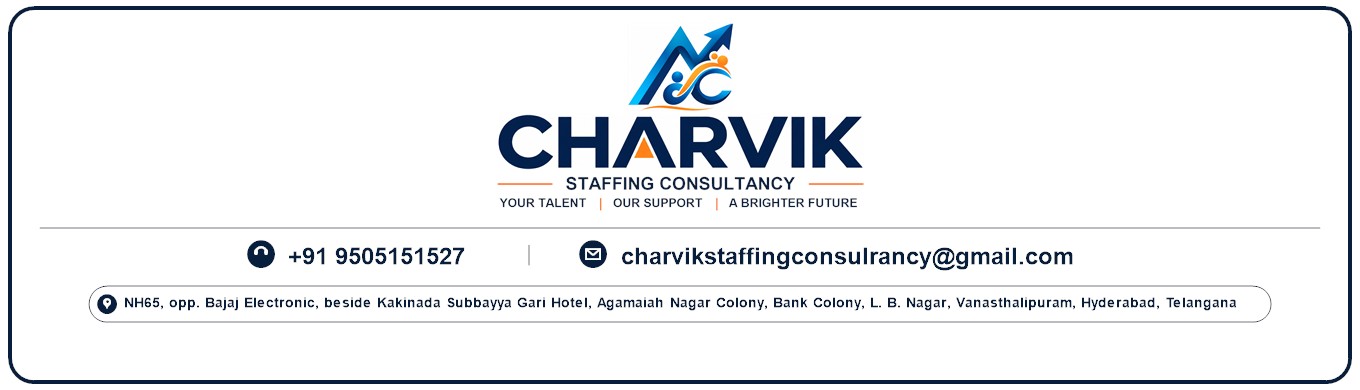 CHARVIK
STAFFING CONSULTANCY
YOUR TALENT | OUR SUPPORT | A BRIGHTER FUTURE
+91 9505151527 | charvikstaffingconsulrancy@gmail.com
NH65, opp. Bajaj Electronic, beside Kakinada Subbayya Gari Hotel, Agamaiah Nagar Colony, Bank Colony, L. B. Nagar, Vanasthalipuram, Hyderabad, Telangana